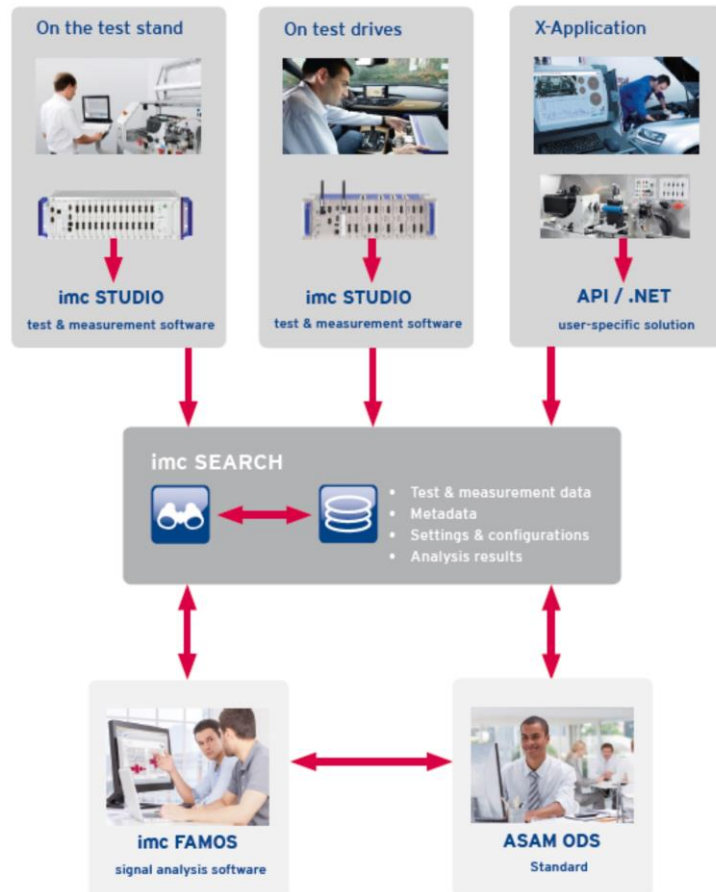 On the test stand
On test drives
X-Application
imc STUDIO
test & measurement software
imc STUDIO
test & measurement software
API / .NET
user-specific solution
imc SEARCH
• Test & measurement data
• Metadata
• Settings & configurations
• Analysis results
imc FAMOS
signal analysis software
ASAM ODS
Standard